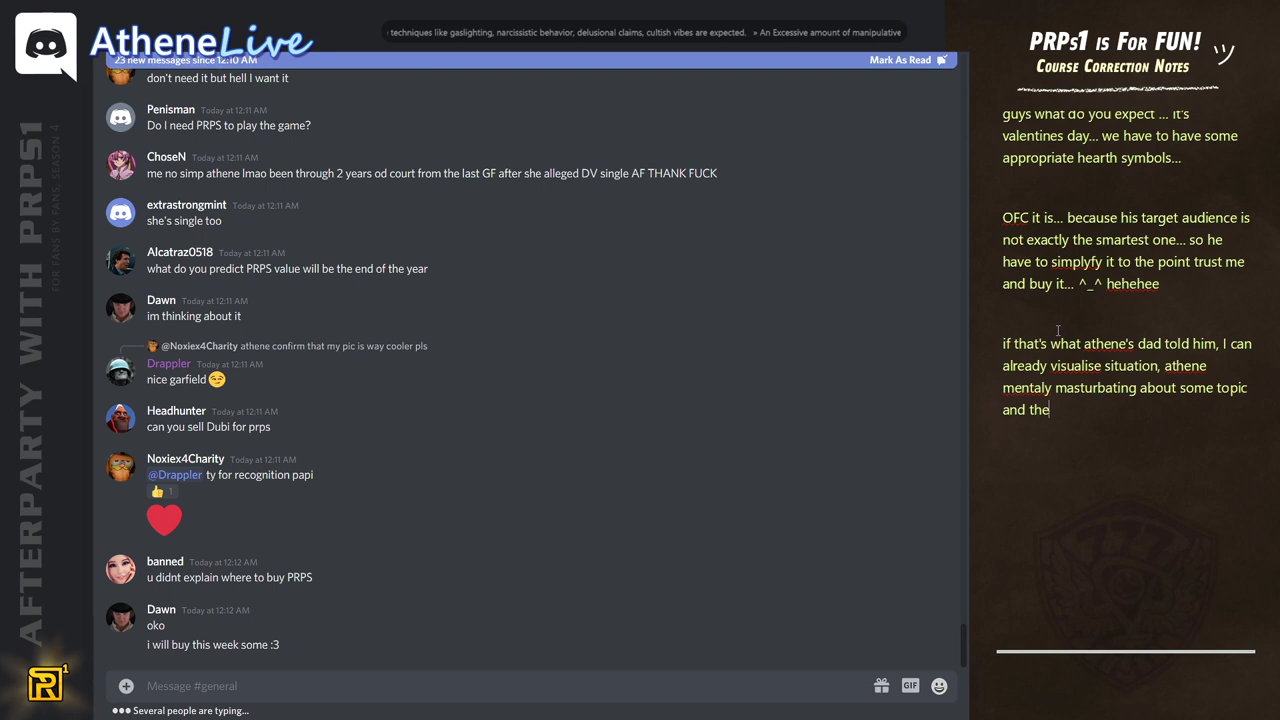 AtheneLive
techniques like gaslighting, narcissistic behavior, delusional claims, cultish vibes are expected. » An Excessive amount of manipulative
23 new messages since 12:10 AM
Mark As Read
don't need it but hell I want it
Penisman Today at 12:11 AM
Do I need PRPS to play the game?
ChoseN Today at 12:11 AM
me no simp athene lmao been through 2 years od court from the last GF after she alleged DV single AF THANK FUCK
extrastrongmint Today at 12:11 AM
she's single too
Alcatraz0518 Today at 12:11 AM
what do you predict PRPS value will be the end of the year
Dawn Today at 12:11 AM
im thinking about it
@Noxiex4Charity athene confirm that my pic is way cooler pls
Drappler Today at 12:11 AM
nice garfield 😏
Headhunter Today at 12:11 AM
can you sell Dubi for prps
Noxiex4Charity Today at 12:11 AM
@Drappler ty for recognition papi
👍 1
❤️
banned Today at 12:12 AM
u didnt explain where to buy PRPS
Dawn Today at 12:12 AM
oko
i will buy this week some :3
Message #general
GIF
Several people are typing...
AFTERPARTY WITH PRPS1
FOR FANS BY FANS, SEASON 4
R1
PRPs1 is For FUN!
Course Correction Notes
ツ
guys what do you expect ... it's
valentines day... we have to have some
appropriate hearth symbols...
OFC it is... because his target audience is
not exactly the smartest one... so he
have to simplyfy it to the point trust me
and buy it... ^_^ hehehee
if that's what athene's dad told him, I can
already visualise situation, athene
mentaly masturbating about some topic
and the
777